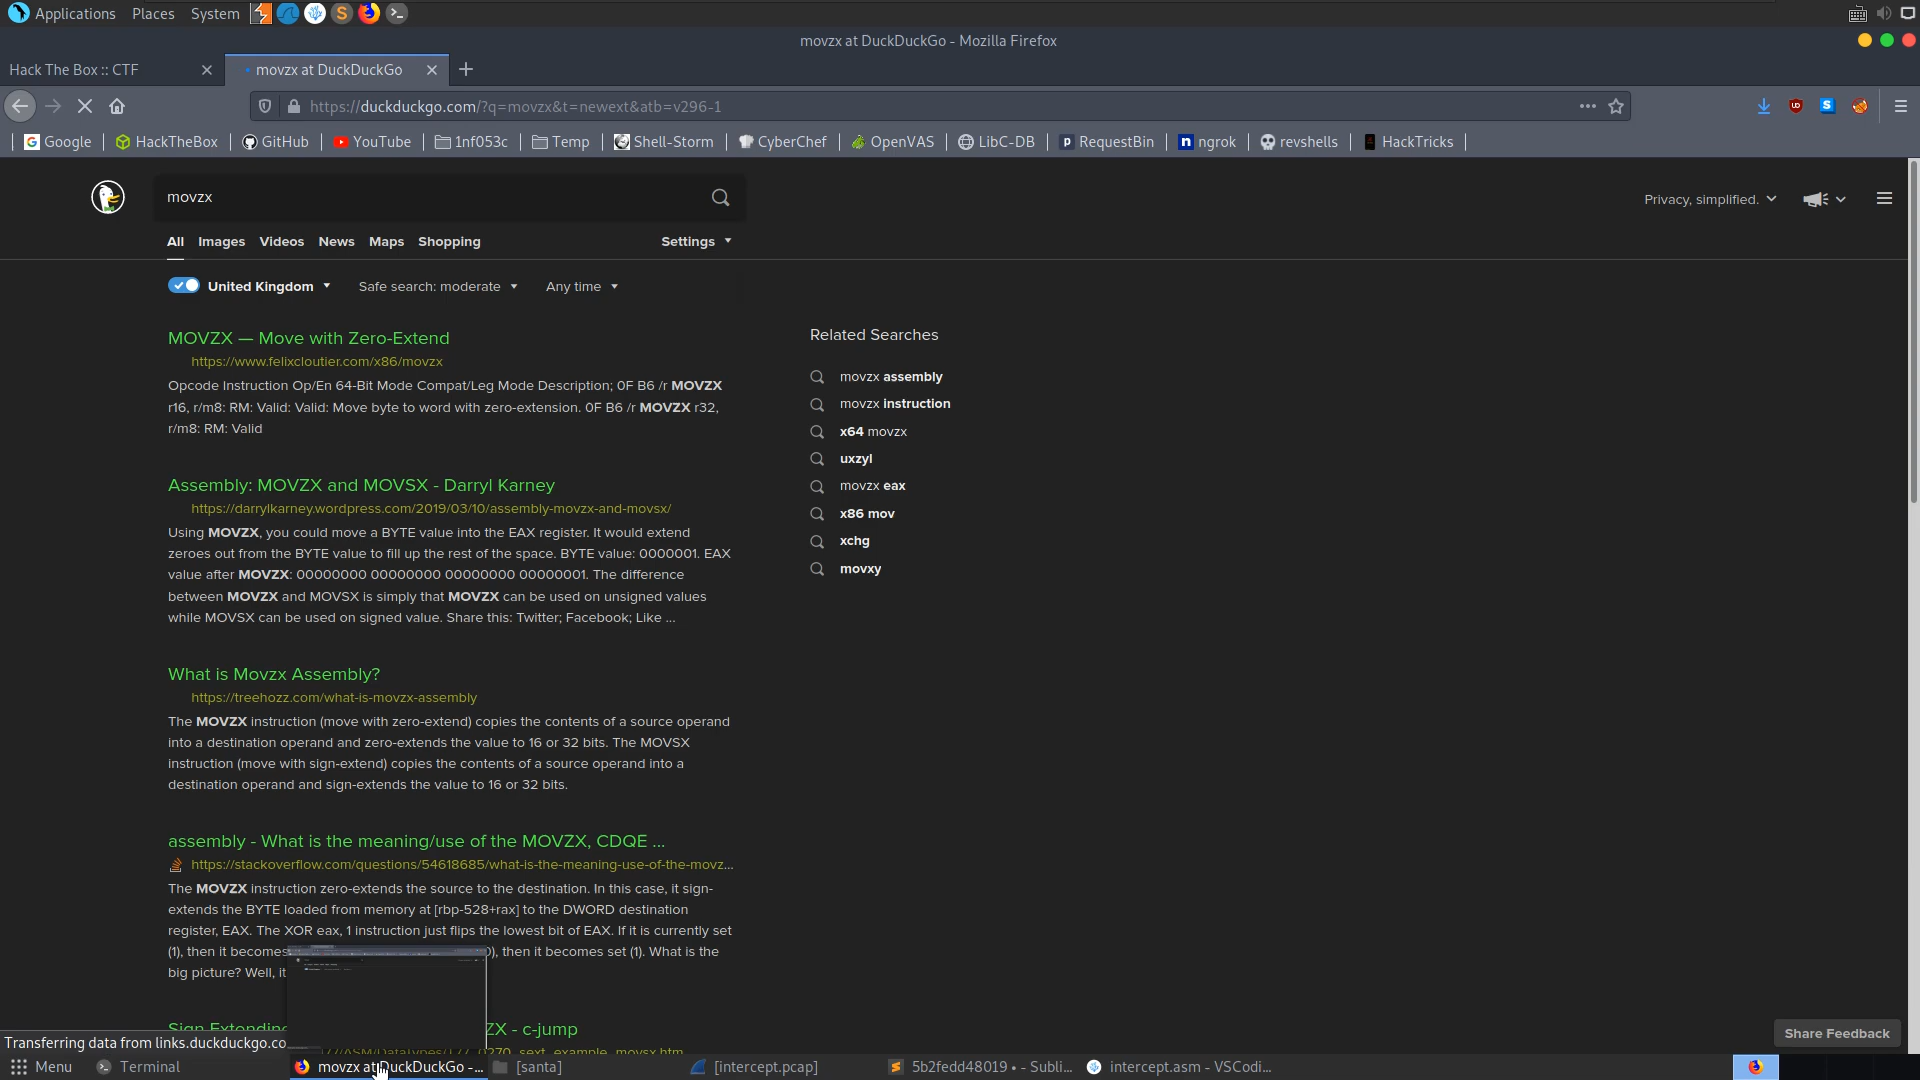 Applications Places System
movzx at DuckDuckGo - Mozilla Firefox
Hack The Box :: CTF
movzx at DuckDuckGo
https://duckduckgo.com/?q=movzx&t=newext&atb=v296-1
Google HackTheBox GitHub YouTube 1nf053c Temp Shell-Storm CyberChef OpenVAS LibC-DB RequestBin ngrok revshells HackTricks
movzx
Privacy, simplified.
All Images Videos News Maps Shopping Settings
United Kingdom Safe search: moderate Any time
MOVZX — Move with Zero-Extend
https://www.felixcloutier.com/x86/movzx
Opcode Instruction Op/En 64-Bit Mode Compat/Leg Mode Description; 0F B6 /r MOVZX
r16, r/m8: RM: Valid: Valid: Move byte to word with zero-extension. 0F B6 /r MOVZX r32,
r/m8: RM: Valid
Assembly: MOVZX and MOVSX - Darryl Karney
https://darrylkarney.wordpress.com/2019/03/10/assembly-movzx-and-movsx/
Using MOVZX, you could move a BYTE value into the EAX register. It would extend
zeroes out from the BYTE value to fill up the rest of the space. BYTE value: 0000001. EAX
value after MOVZX: 00000000 00000000 00000000 00000001. The difference
between MOVZX and MOVSX is simply that MOVZX can be used on unsigned values
while MOVSX can be used on signed value. Share this: Twitter; Facebook; Like ...
What is Movzx Assembly?
https://treehozz.com/what-is-movzx-assembly
The MOVZX instruction (move with zero-extend) copies the contents of a source operand
into a destination operand and zero-extends the value to 16 or 32 bits. The MOVSX
instruction (move with sign-extend) copies the contents of a source operand into a
destination operand and sign-extends the value to 16 or 32 bits.
assembly - What is the meaning/use of the MOVZX, CDQE ...
https://stackoverflow.com/questions/54618685/what-is-the-meaning-use-of-the-movz...
The MOVZX instruction zero-extends the source to the destination. In this case, it sign-
extends the BYTE loaded from memory at [rbp-528+rax] to the DWORD destination
register, EAX. The XOR eax, 1 instruction just flips the lowest bit of EAX. If it is currently set
(1), then it becomes ), then it becomes set (1). What is the
big picture? Well, it
Sign Extending ZX - c-jump
Related Searches
movzx assembly
movzx instruction
x64 movzx
uxzyl
movzx eax
x86 mov
xchg
movxy
Share Feedback
Transferring data from links.duckduckgo.co
Menu Terminal movzx at DuckDuckGo -... [santa] [intercept.pcap] 5b2fedd48019 • - Subli... intercept.asm - VSCodi...